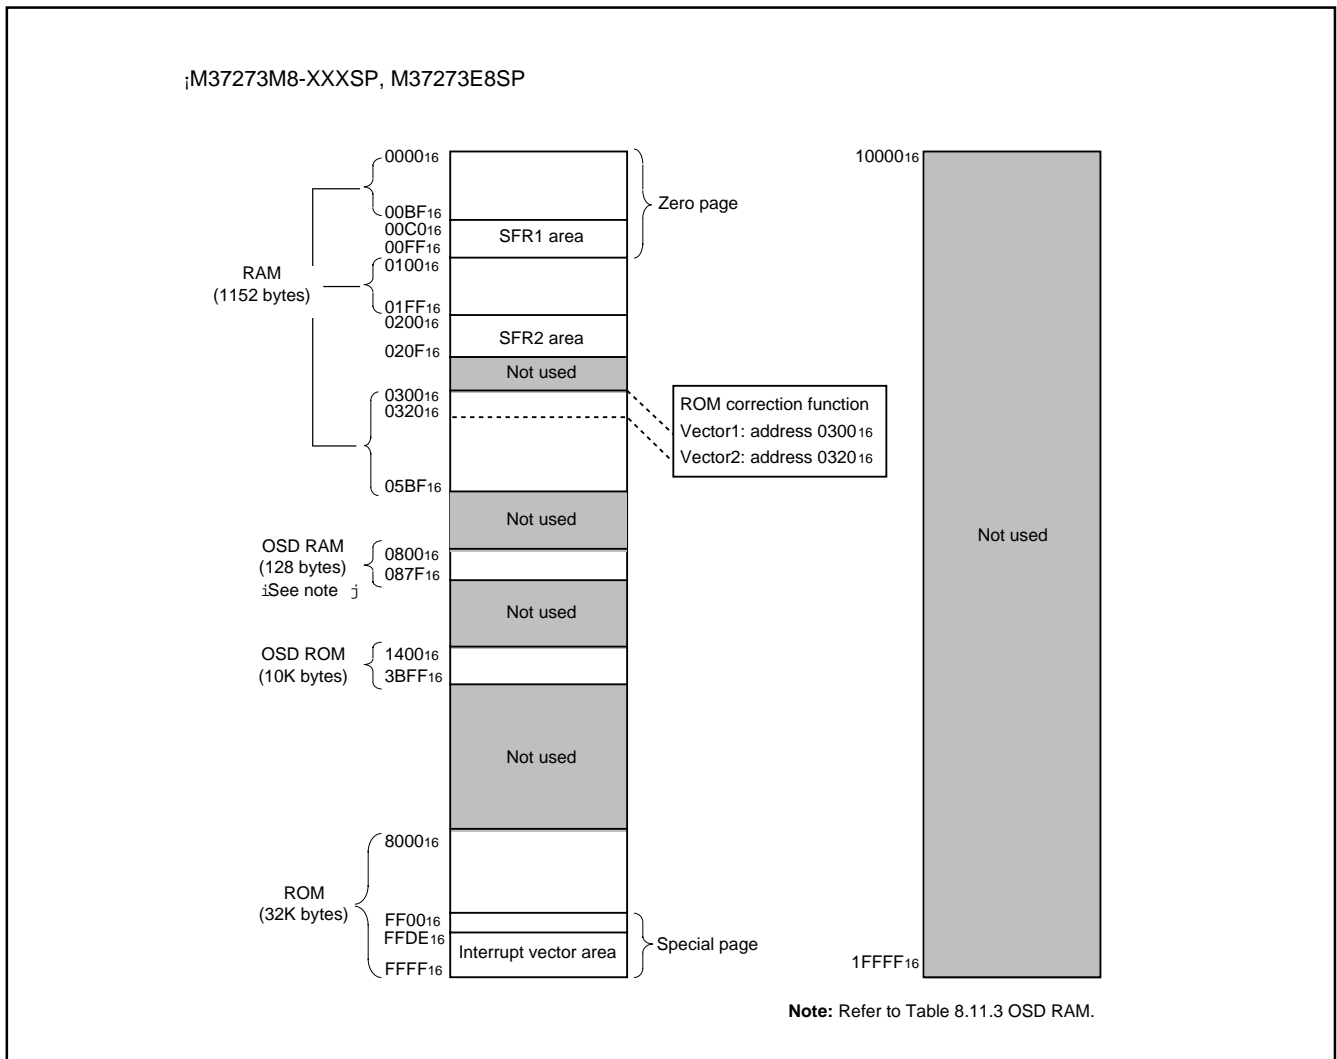 ¡M37273M8-XXXSP, M37273E8SP
000016
00BF16
00C016
00FF16
SFR1 area
Zero page
010016
RAM
(1152 bytes)
01FF16
020016
SFR2 area
020F16
Not used
030016
032016
ROM correction function
Vector1: address 030016
Vector2: address 032016
05BF16
Not used
OSD RAM
(128 bytes)
iSee note j
080016
087F16
Not used
OSD ROM
(10K bytes)
140016
3BFF16
Not used
800016
ROM
(32K bytes)
FF0016
FFDE16
Interrupt vector area
Special page
FFFF16
1000016
Not used
1FFFF16
Note: Refer to Table 8.11.3 OSD RAM.